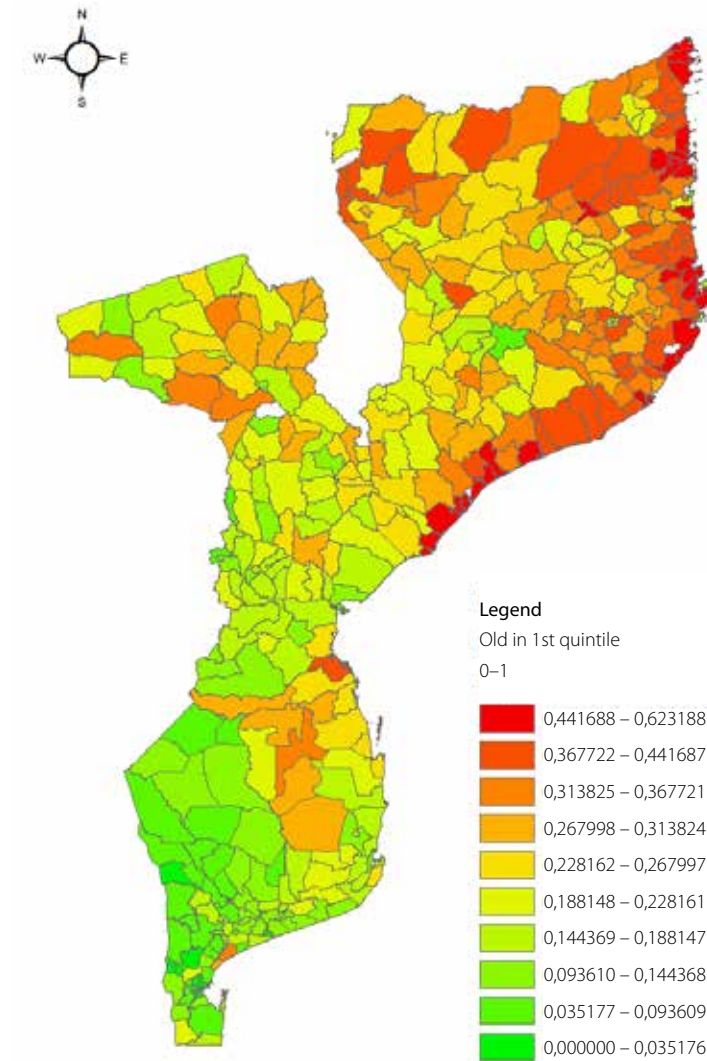 N
W E
S
Legend
Old in 1st quintile
0–1
0,441688 – 0,623188
0,367722 – 0,441687
0,313825 – 0,367721
0,267998 – 0,313824
0,228162 – 0,267997
0,188148 – 0,228161
0,144369 – 0,188147
0,093610 – 0,144368
0,035177 – 0,093609
0,000000 – 0,035176